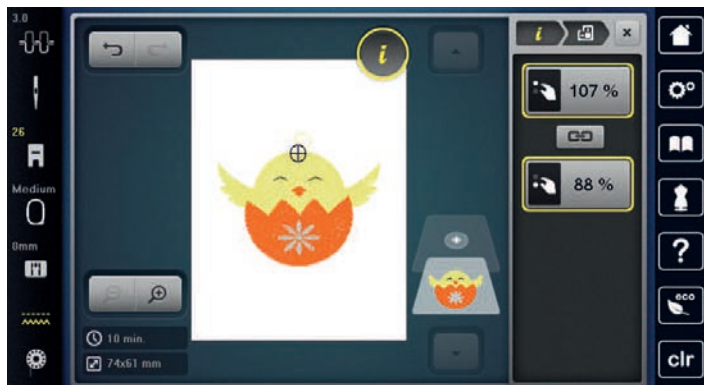 3.0
26
Medium
0mm
10 min.
74x61 mm
i
i
107 %
88 %
?
eco
clr